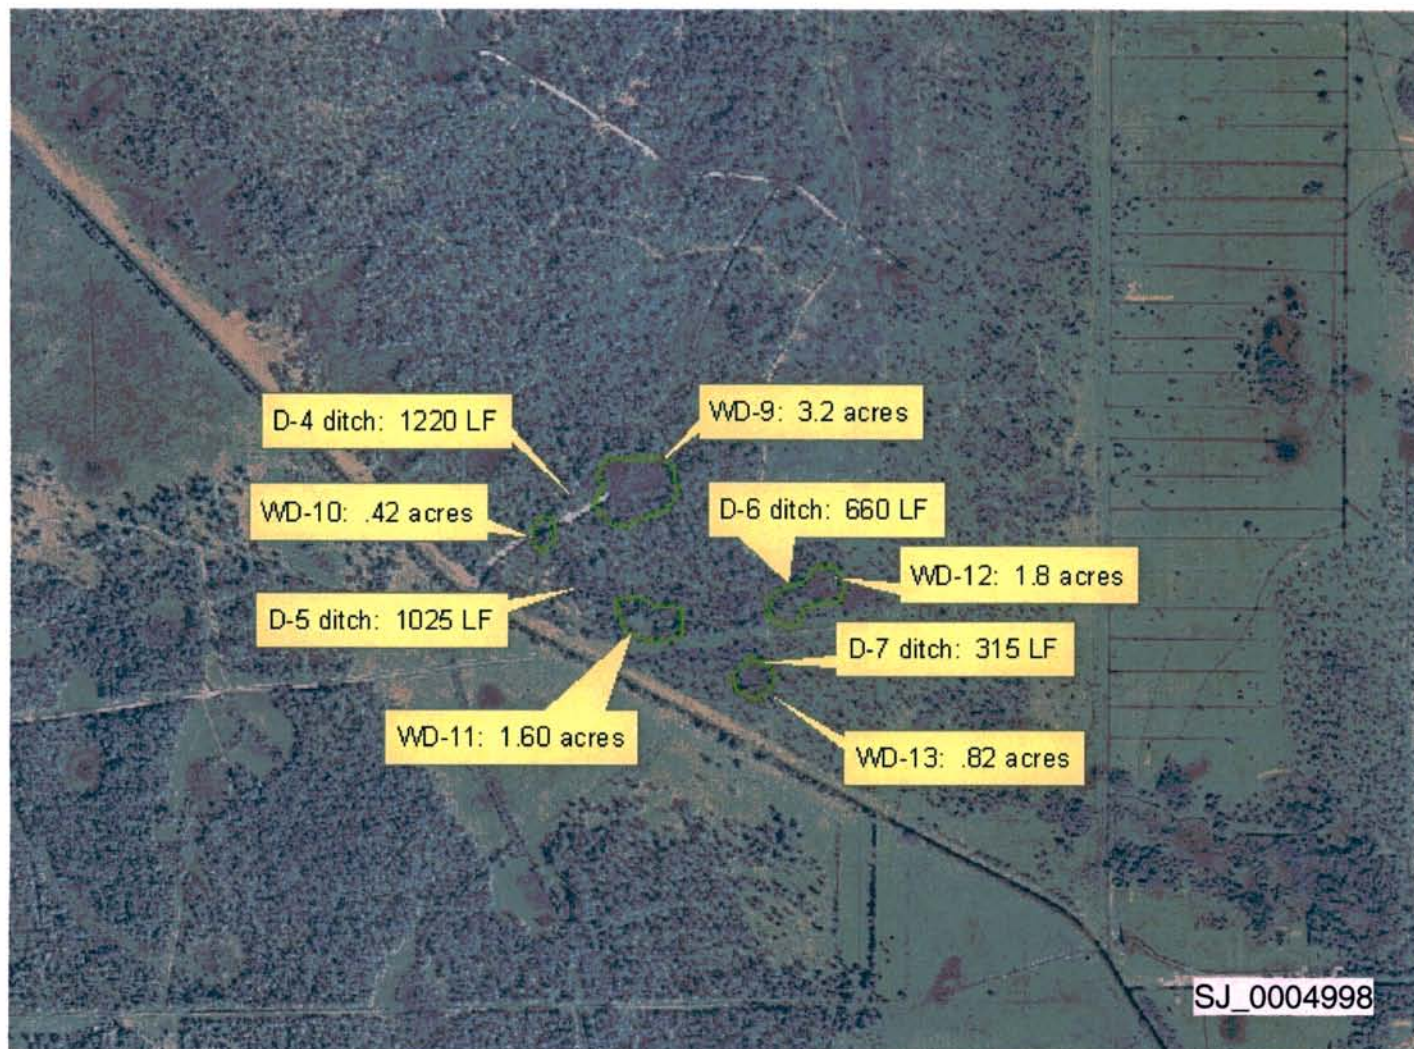 D-4 ditch: 1220 LF
WD-9: 3.2 acres
WD-10: .42 acres
D-6 ditch: 660 LF
WD-12: 1.8 acres
D-5 ditch: 1025 LF
D-7 ditch: 315 LF
WD-11: 1.60 acres
WD-13: .82 acres
SJ_0004998